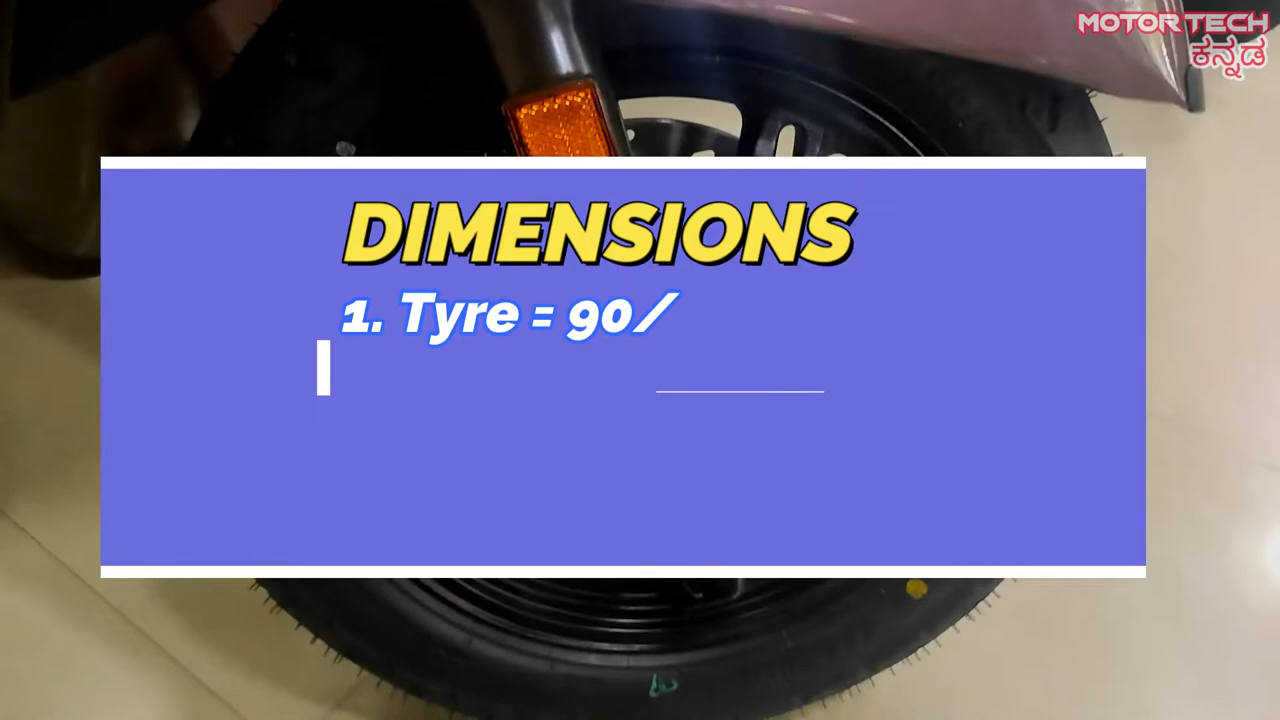 MOTOR TECH
ಕನ್ನಡ
DIMENSIONS
1. Tyre = 90/